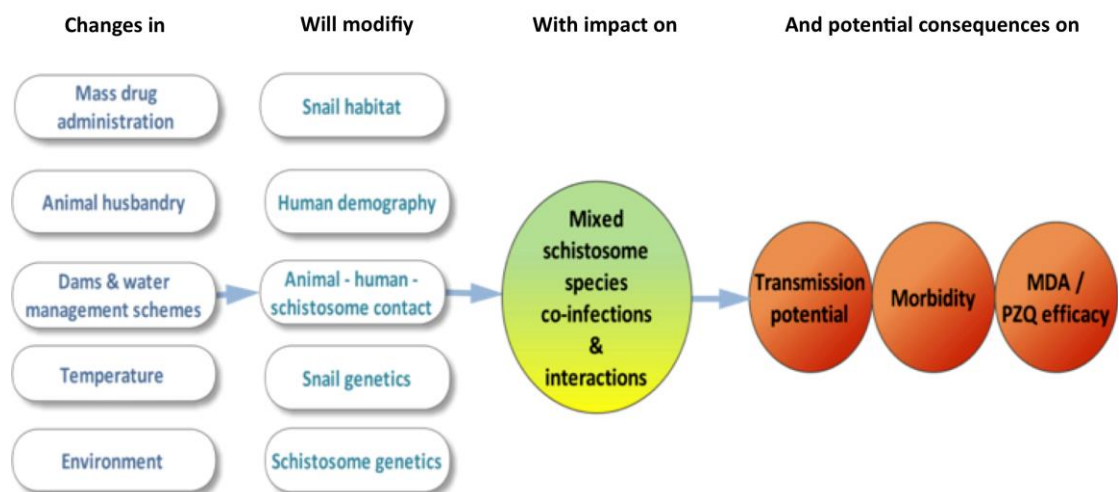 Changes in
Will modifiy
With impact on
And potential consequences on
Mass drug
administration
Animal husbandry
Dams & water
management schemes
Temperature
Environment
Snail habitat
Human demography
Animal - human -
schistosome contact
Snail genetics
Schistosome genetics
Mixed
schistosome
species
co-infections
&
interactions
Transmission
potential
Morbidity
MDA /
PZQ efficacy